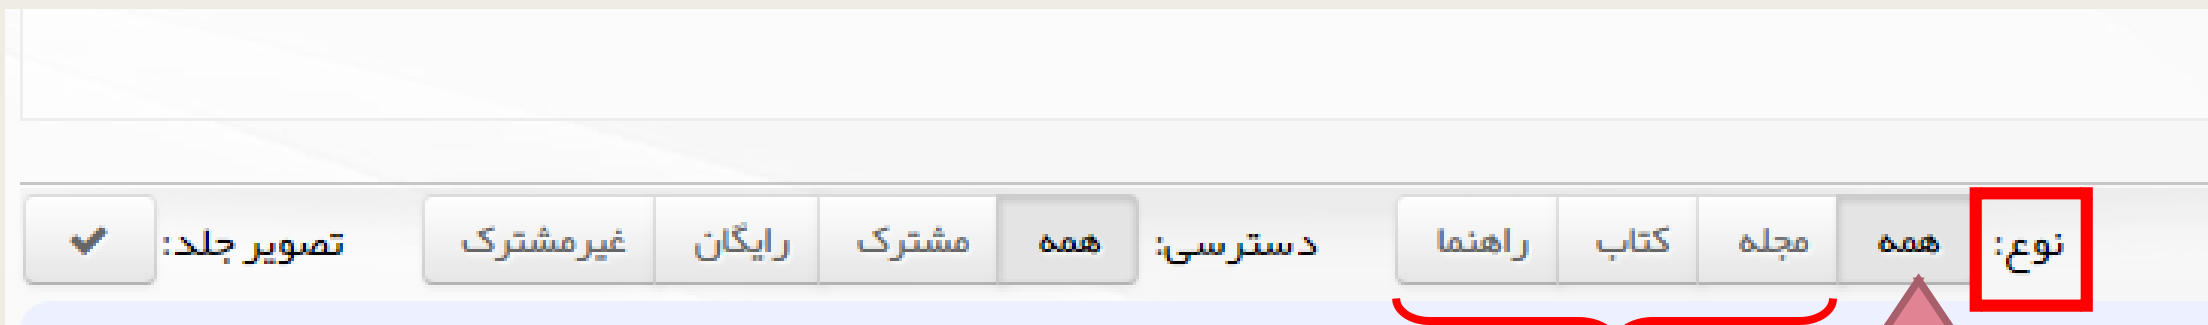 نوع: همه مجله کتاب راهنما دسترسی: همه مشترک رایگان غیرمشترک تصویر جلد: